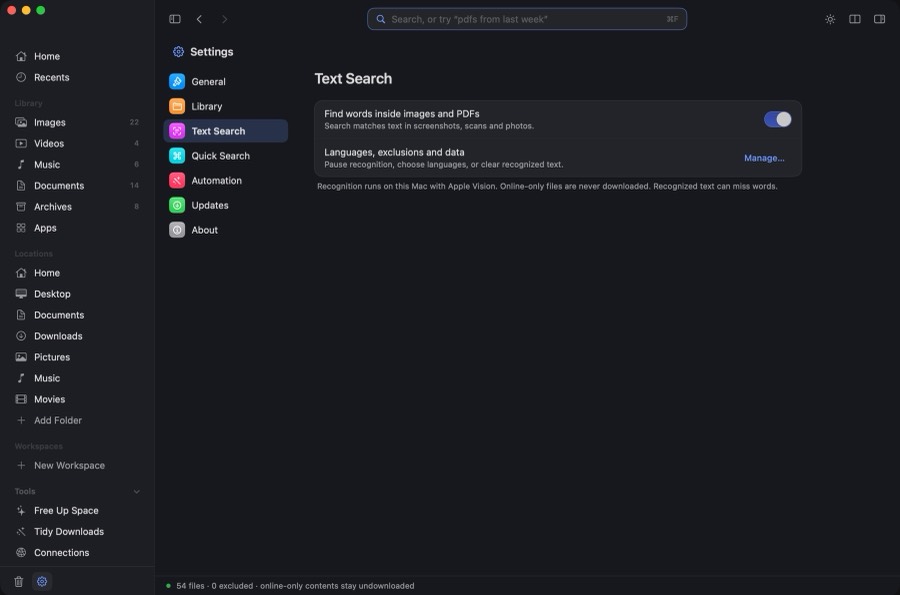 Search, or try “pdfs from last week”
⌘F
Home
Recents
Library
Images 22
Videos 4
Music 6
Documents 14
Archives 8
Apps
Locations
Home
Desktop
Documents
Downloads
Pictures
Music
Movies
Add Folder
Workspaces
New Workspace
Tools
Free Up Space
Tidy Downloads
Connections
Settings
General
Library
Text Search
Quick Search
Automation
Updates
About
Text Search
Find words inside images and PDFs
Search matches text in screenshots, scans and photos.
Languages, exclusions and data
Pause recognition, choose languages, or clear recognized text.
Manage...
Recognition runs on this Mac with Apple Vision. Online-only files are never downloaded. Recognized text can miss words.
54 files · 0 excluded · online-only contents stay undownloaded